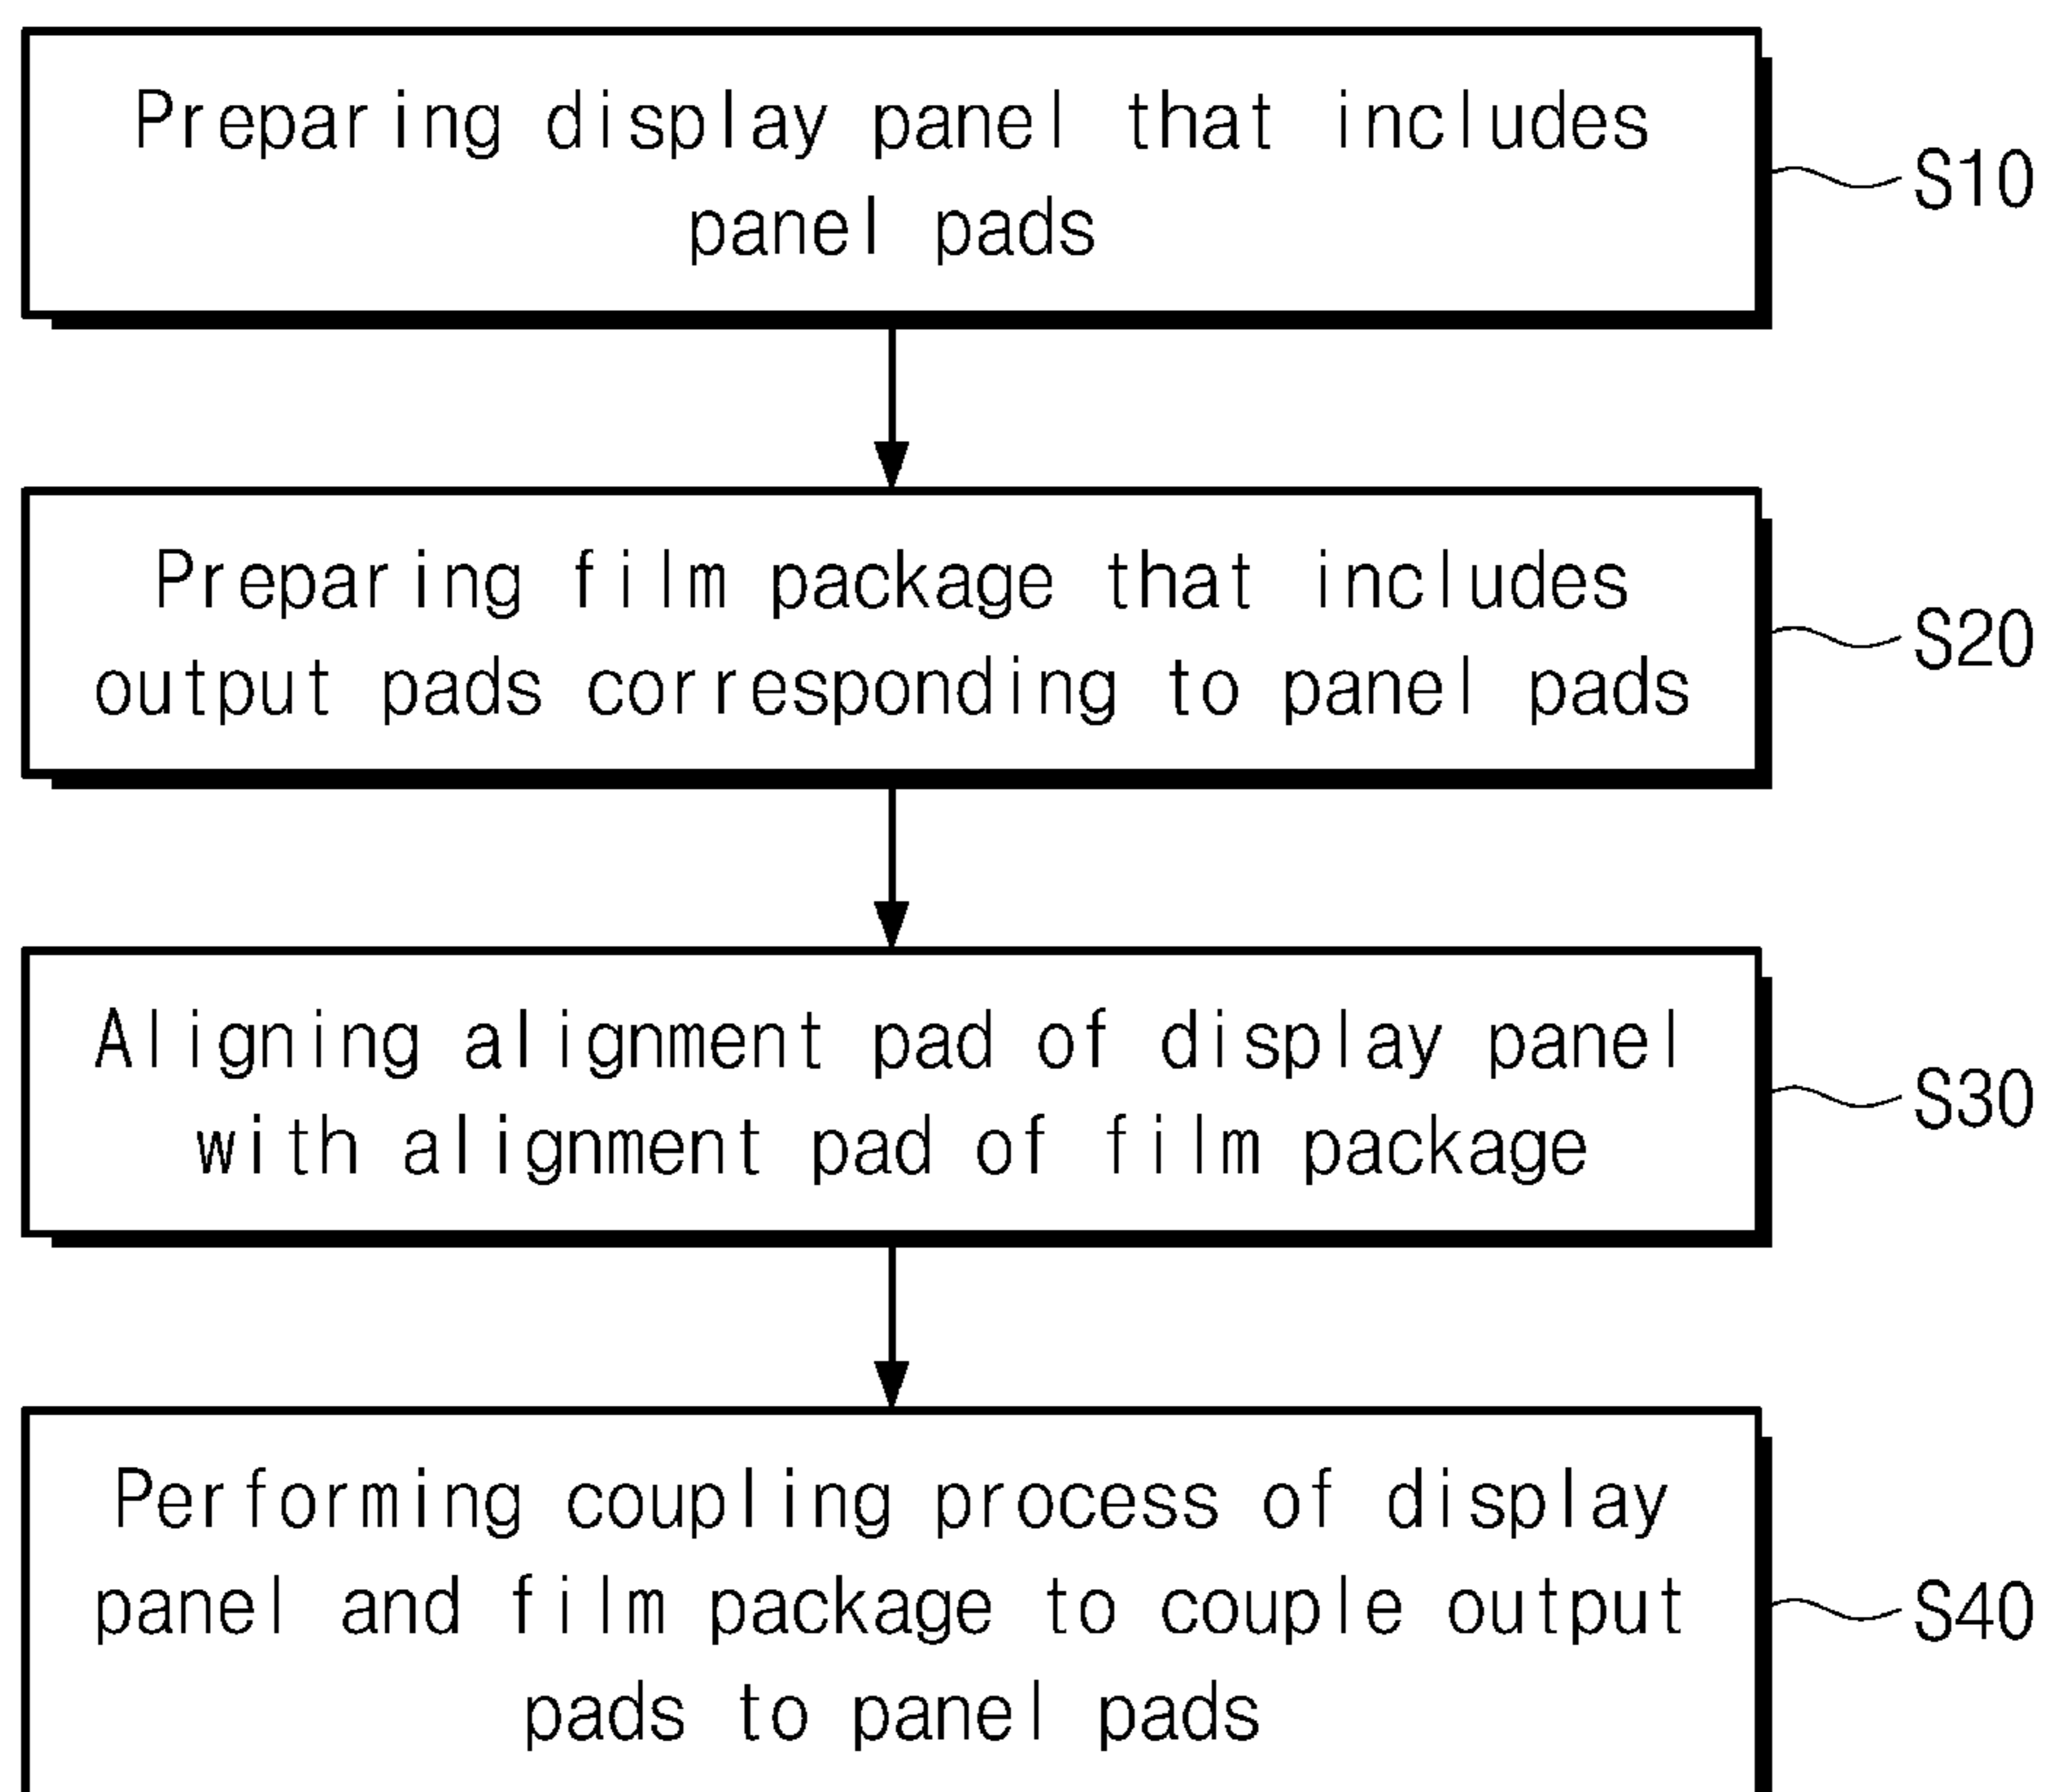 Preparing display panel that includes
panel pads
S10
Preparing film package that includes
output pads corresponding to panel pads
S20
Aligning alignment pad of display panel
with alignment pad of film package
S30
Performing coupling process of display
panel and film package to couple output
pads to panel pads
S40